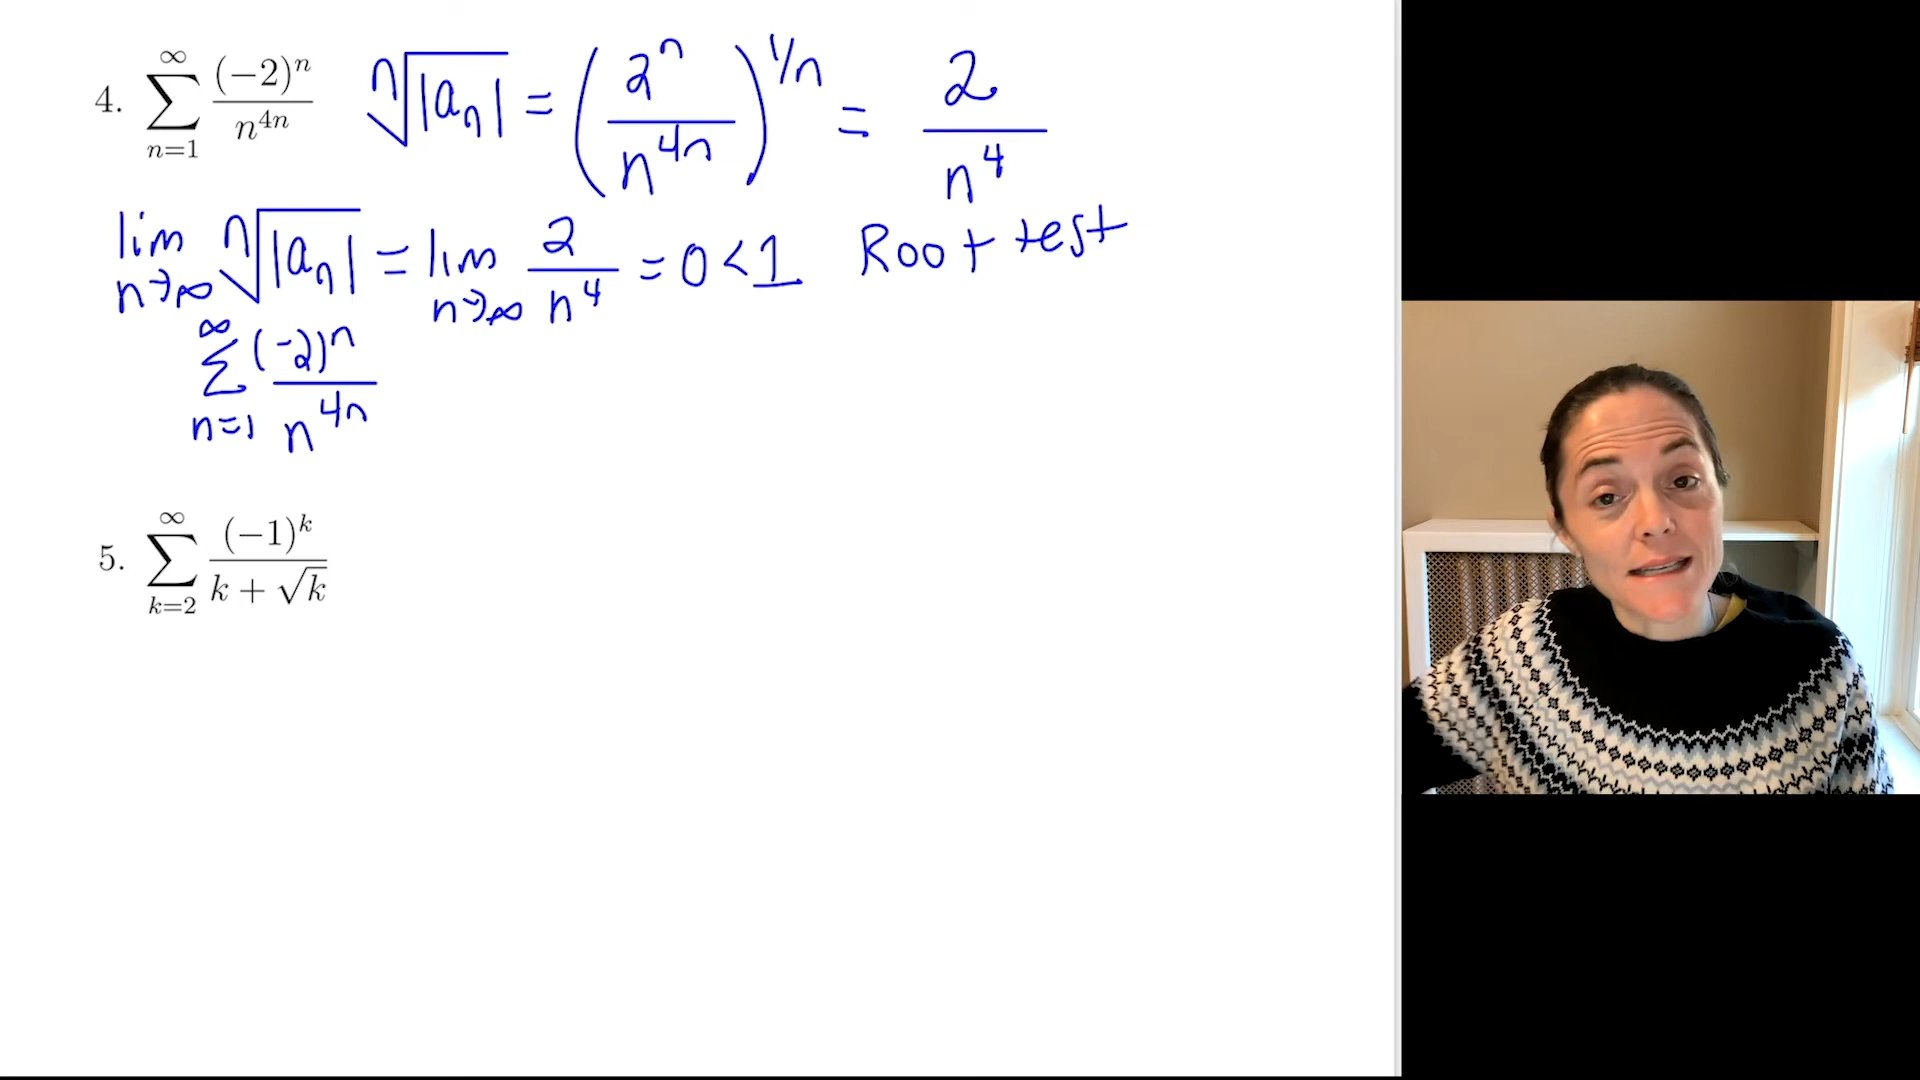 4. ∑_{n=1}^{∞} (−2)^n / n^{4n}   ⁿ√|a_n| = (2^n / n^{4n})^{1/n} = 2 / n^4
lim_{n→∞} ⁿ√|a_n| = lim_{n→∞} 2 / n^4 = 0 < 1   Root test
∑_{n=1}^{∞} (-2)^n / n^{4n}
5. ∑_{k=2}^{∞} (−1)^k / (k + √k)